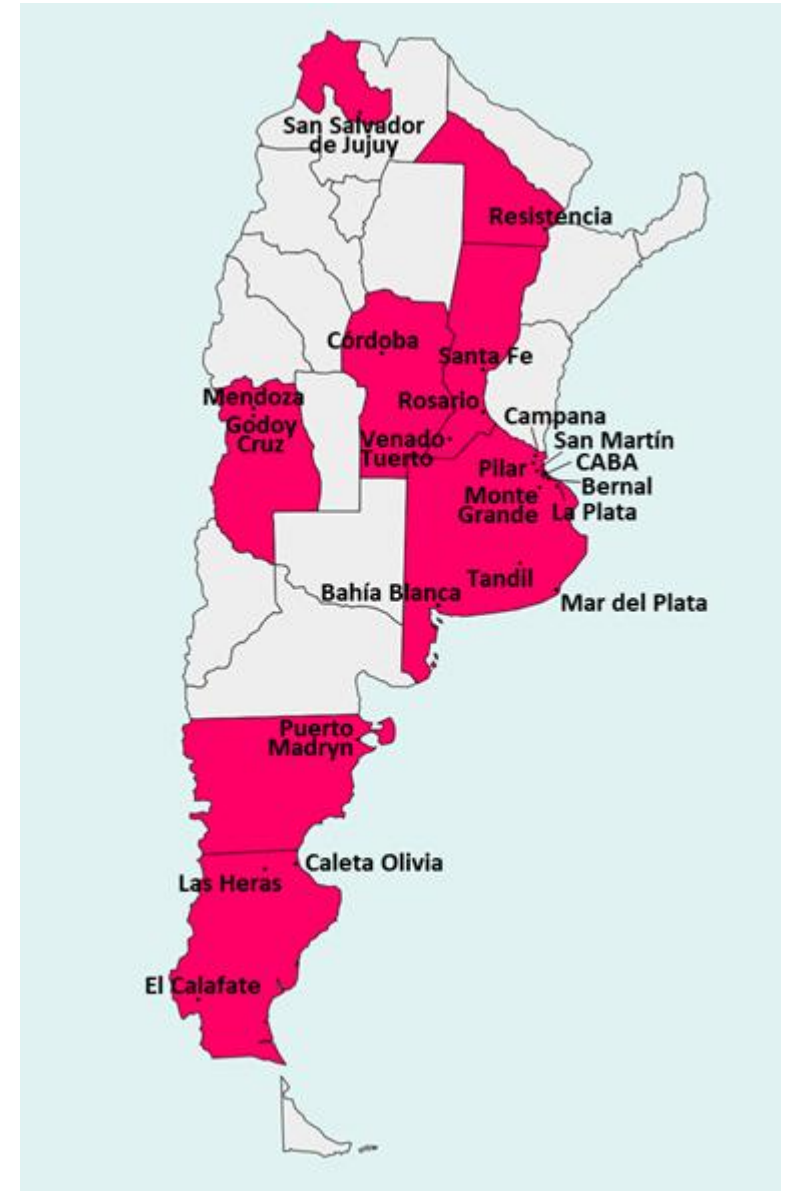 San Salvador
de Jujuy
Resistencia
Córdoba
Santa Fe
Mendoza
Rosario
Godoy
Cruz
Campana
Venado
Tuerto
San Martín
Pilar
CABA
Monte
Grande
Bernal
La Plata
Tandil
Bahía Blanca
Mar del Plata
Puerto
Madryn
Caleta Olivia
Las Heras
El Calafate